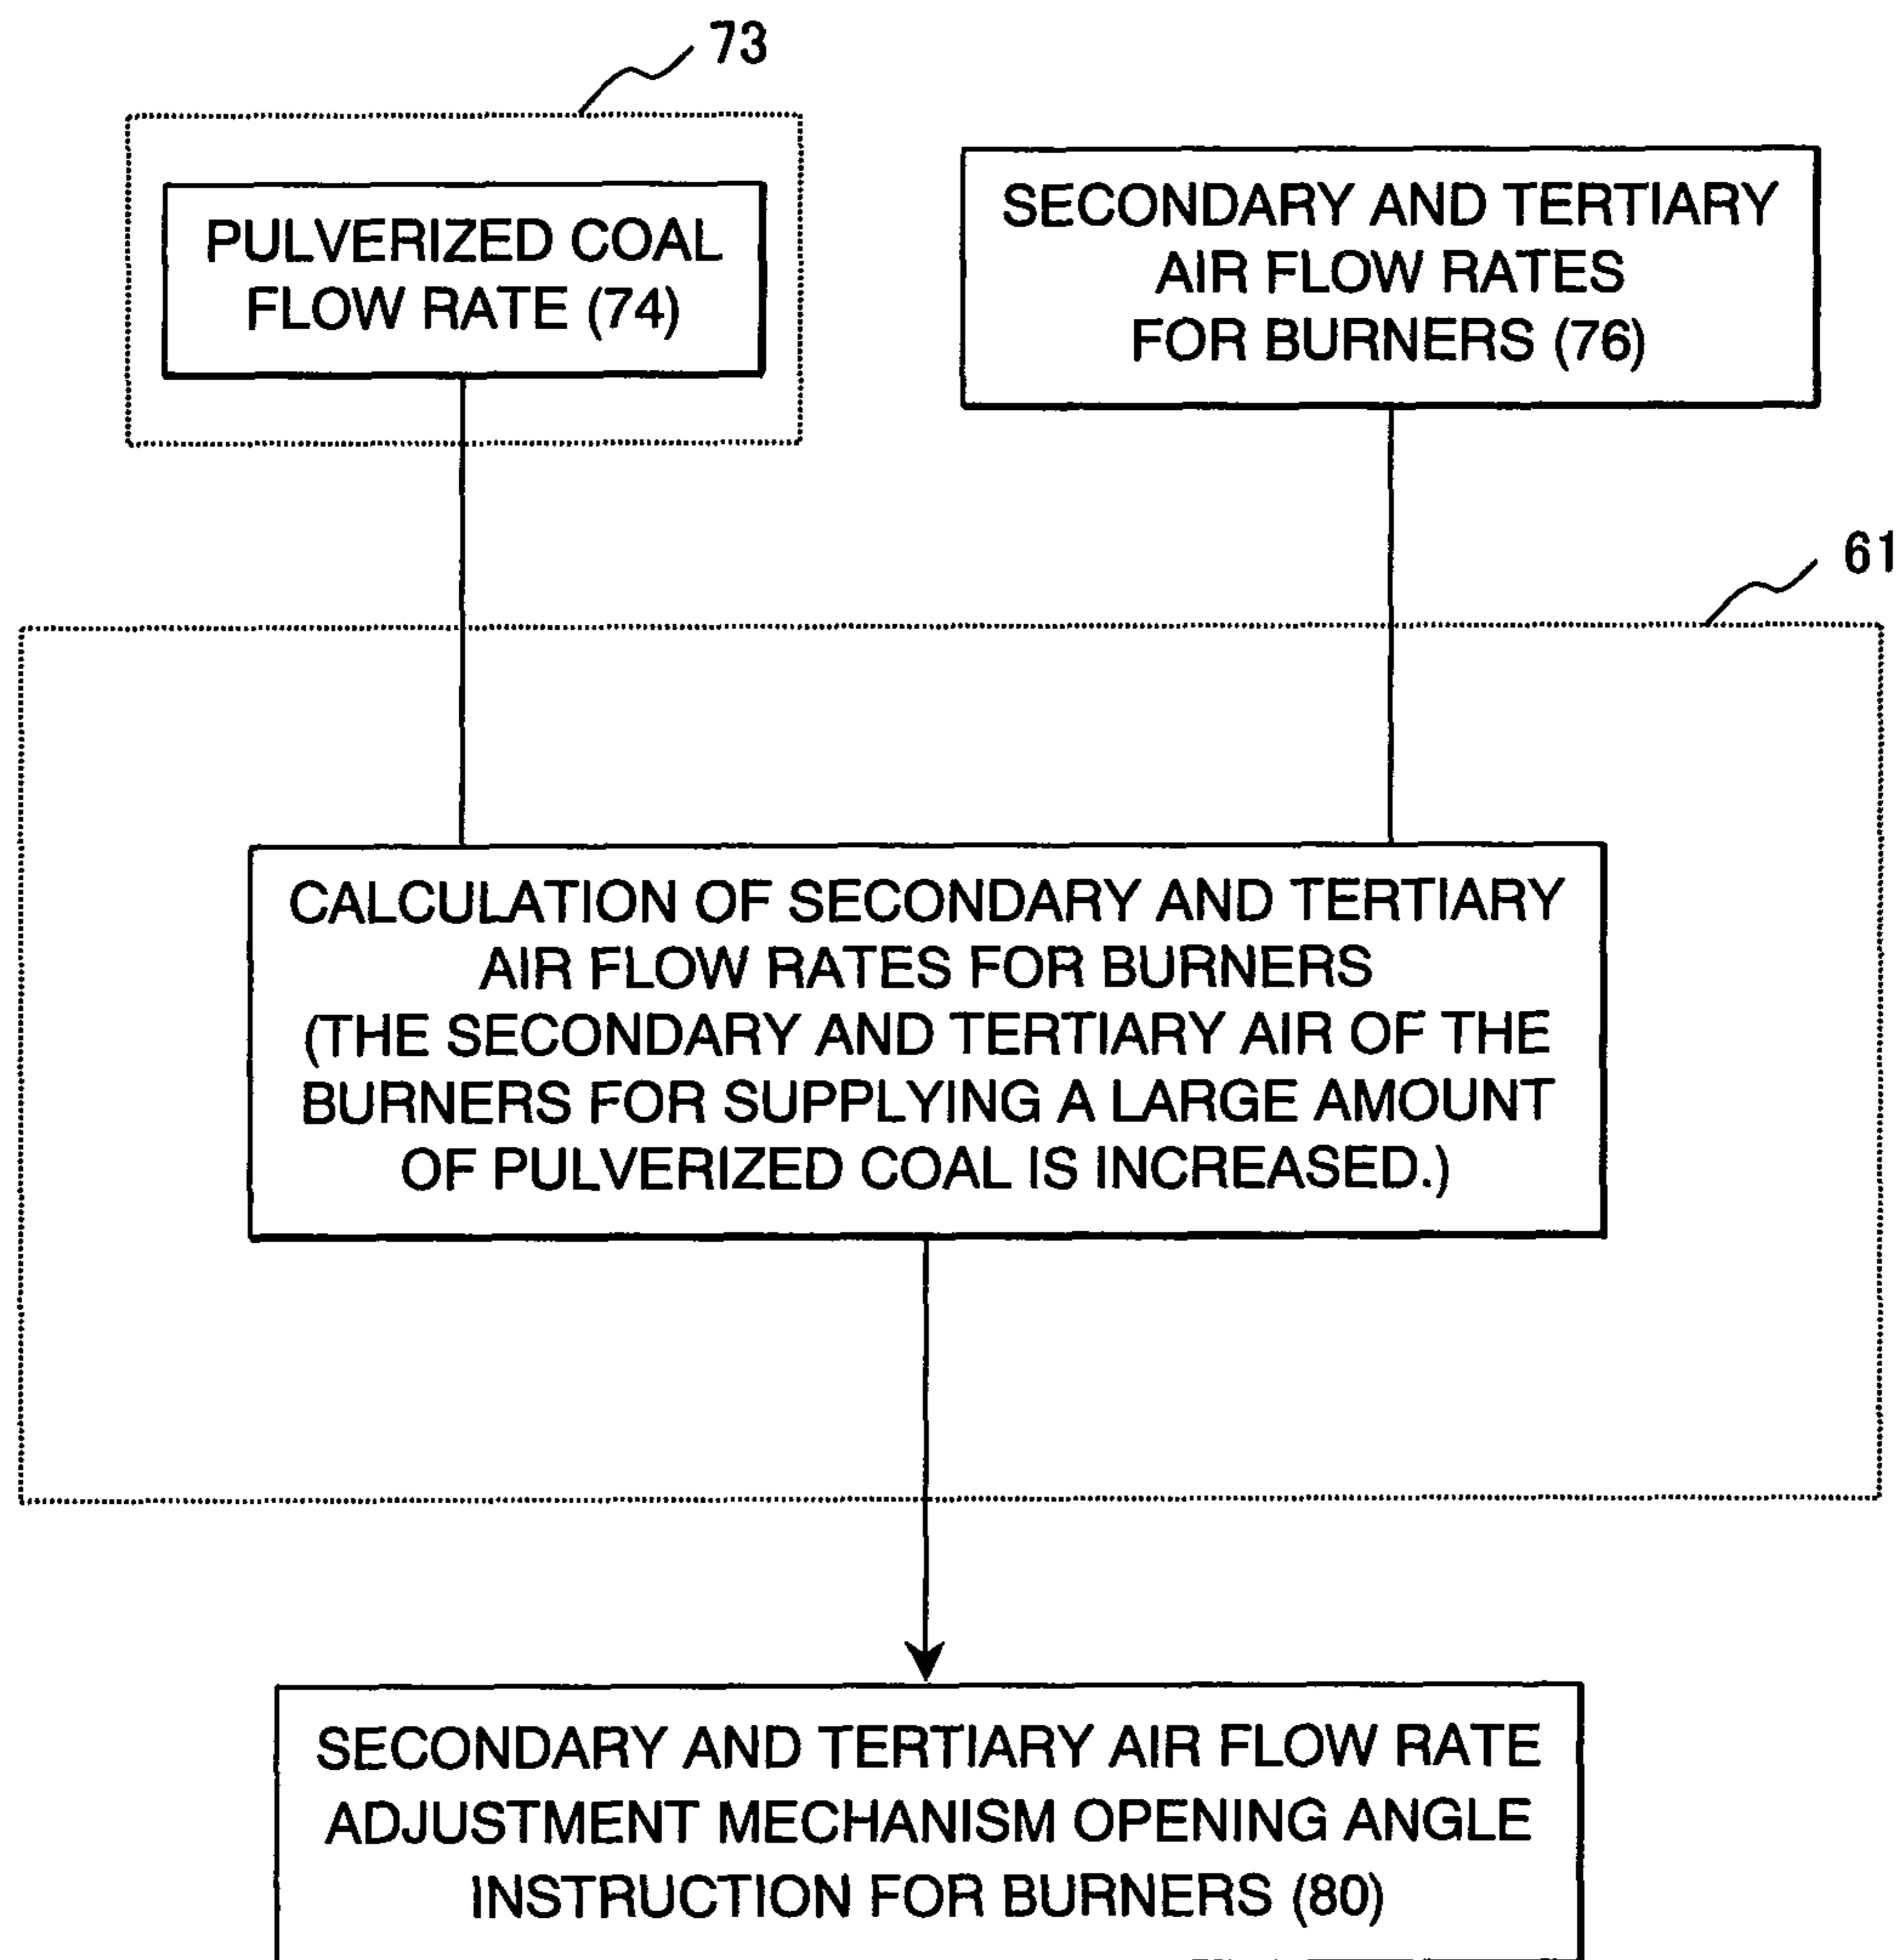 73
PULVERIZED COAL
FLOW RATE (74)
SECONDARY AND TERTIARY
AIR FLOW RATES
FOR BURNERS (76)
61
CALCULATION OF SECONDARY AND TERTIARY
AIR FLOW RATES FOR BURNERS
(THE SECONDARY AND TERTIARY AIR OF THE
BURNERS FOR SUPPLYING A LARGE AMOUNT
OF PULVERIZED COAL IS INCREASED.)
SECONDARY AND TERTIARY AIR FLOW RATE
ADJUSTMENT MECHANISM OPENING ANGLE
INSTRUCTION FOR BURNERS (80)